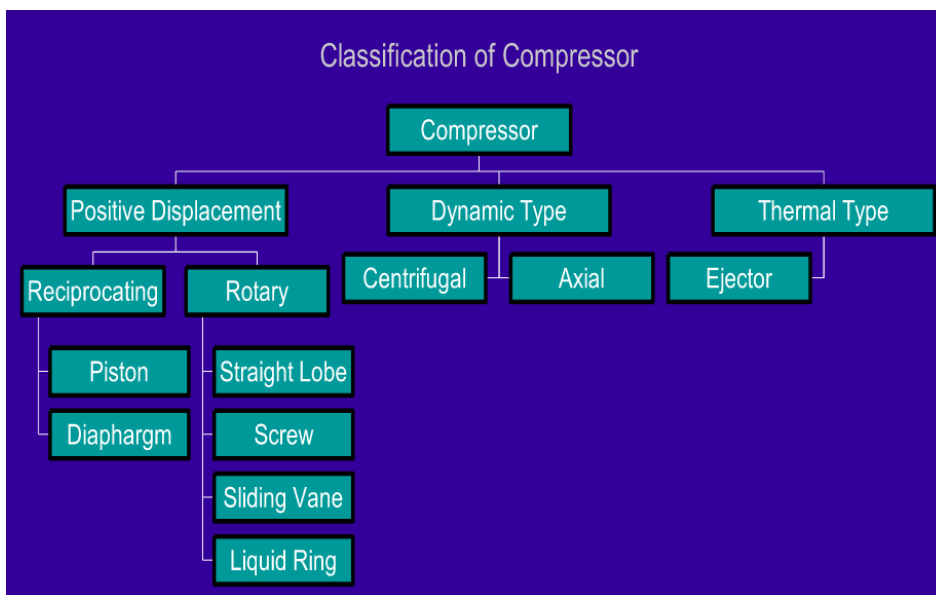 Classification of Compressor
Compressor
Positive Displacement
Dynamic Type
Thermal Type
Reciprocating
Rotary
Centrifugal
Axial
Ejector
Piston
Straight Lobe
Diaphargm
Screw
Sliding Vane
Liquid Ring